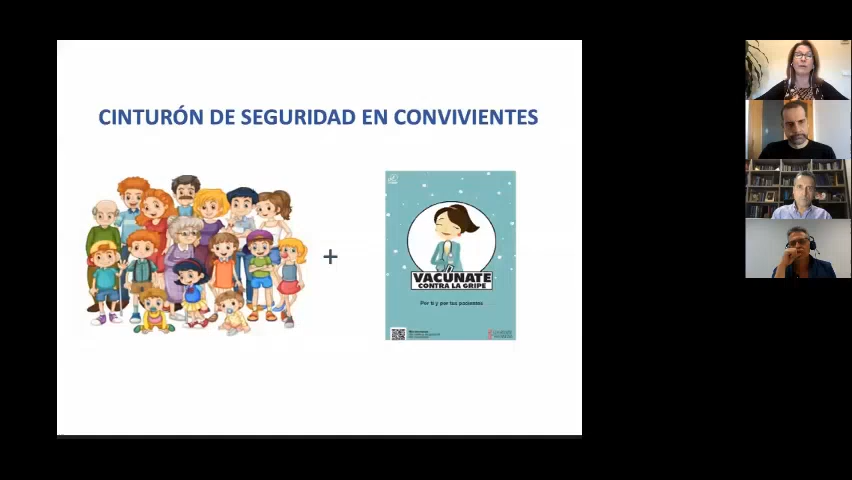 CINTURÓN DE SEGURIDAD EN CONVIVIENTES
+
VACÚNATE
CONTRA LA GRIPE
Por ti y por tus pacientes